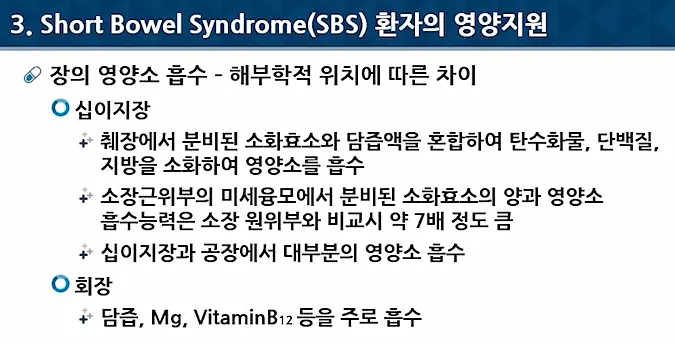 3. Short Bowel Syndrome(SBS) 환자의 영양지원
장의 영양소 흡수 - 해부학적 위치에 따른 차이
십이지장
췌장에서 분비된 소화효소와 담즙액을 혼합하여 탄수화물, 단백질,
지방을 소화하여 영양소를 흡수
소장근위부의 미세융모에서 분비된 소화효소의 양과 영양소
흡수능력은 소장 원위부와 비교시 약 7배 정도 큼
십이지장과 공장에서 대부분의 영양소 흡수
회장
담즙, Mg, VitaminB₁₂ 등을 주로 흡수